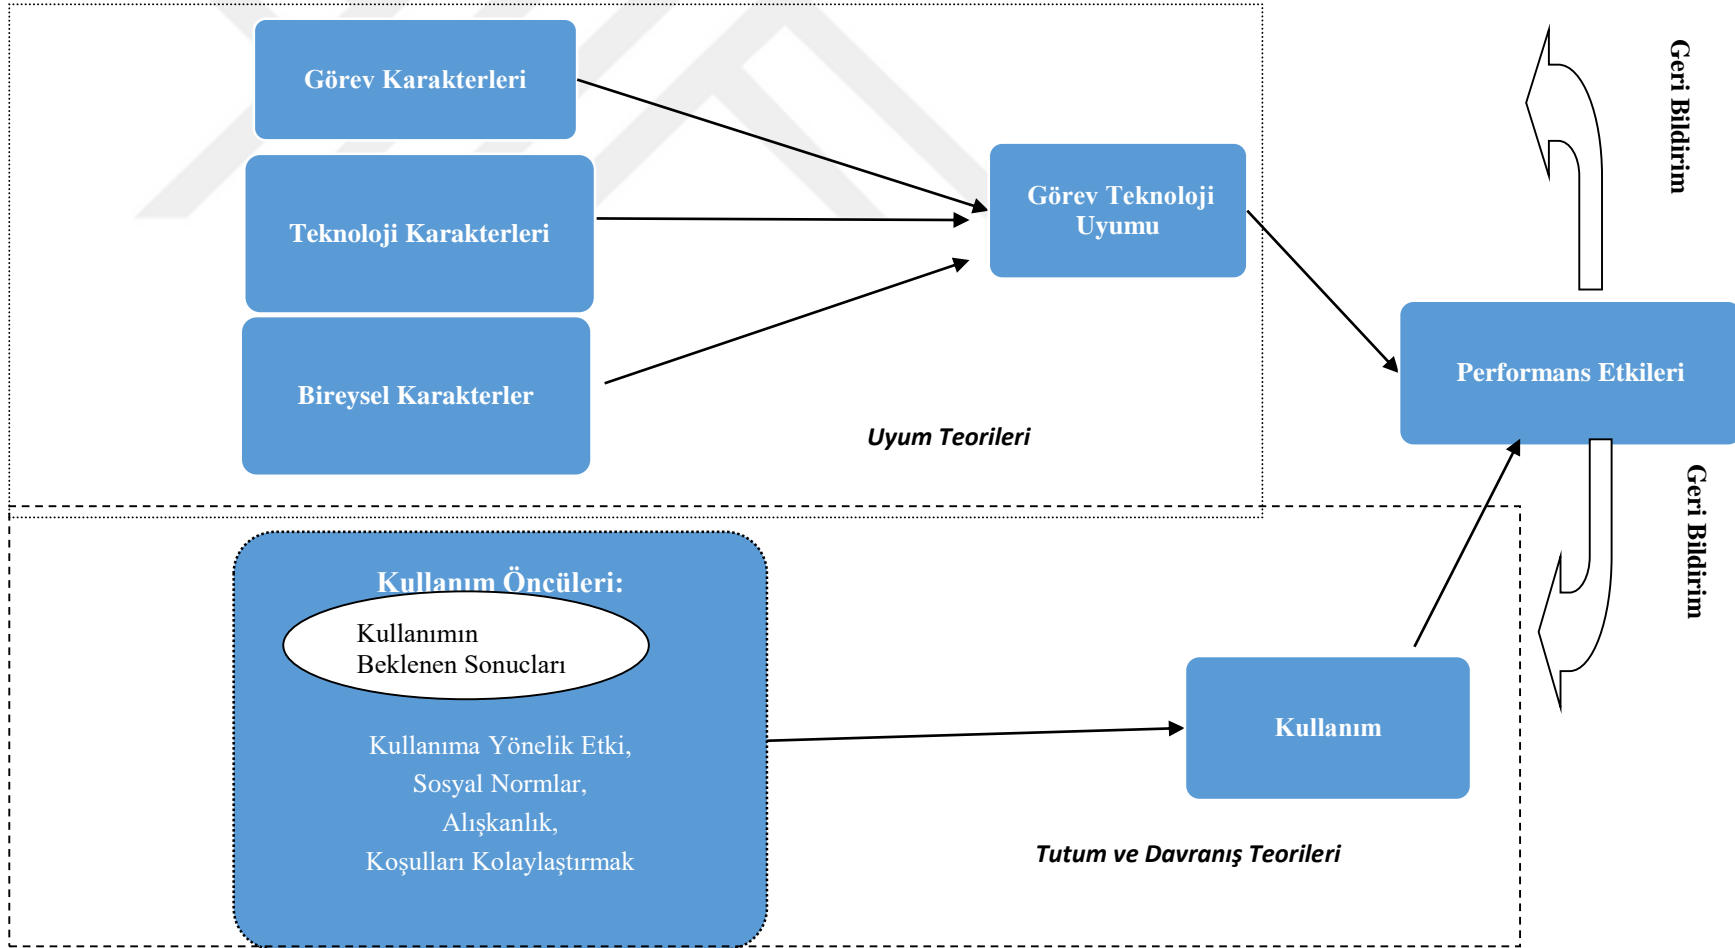 Görev Karakterleri
Teknoloji Karakterleri
Bireysel Karakterler
Görev Teknoloji
Uyumu
Uyum Teorileri
Geri Bildirim
Performans Etkileri
Geri Bildirim
Kullanım Öncüleri:
Kullanımın
Beklenen Sonucları
Kullanıma Yönelik Etki,
Sosyal Normlar,
Alışkanlık,
Koşulları Kolaylaştırmak
Kullanım
Tutum ve Davranış Teorileri